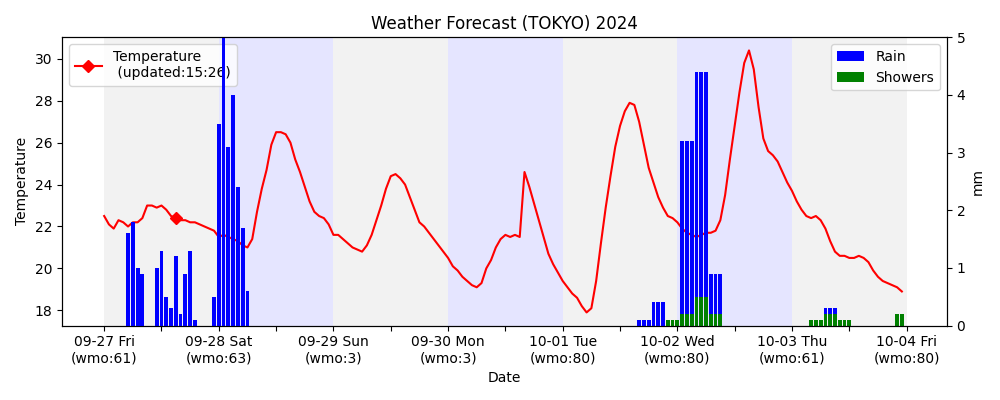 Weather Forecast (TOKYO) 2024
Temperature
(updated:15:26)
Rain
Showers
30
28
26
24
22
20
18
Temperature
5
4
3
2
1
0
mm
09-27 Fri
(wmo:61)
09-28 Sat
(wmo:63)
09-29 Sun
(wmo:3)
09-30 Mon
(wmo:3)
10-01 Tue
(wmo:80)
10-02 Wed
(wmo:80)
10-03 Thu
(wmo:61)
10-04 Fri
(wmo:80)
Date